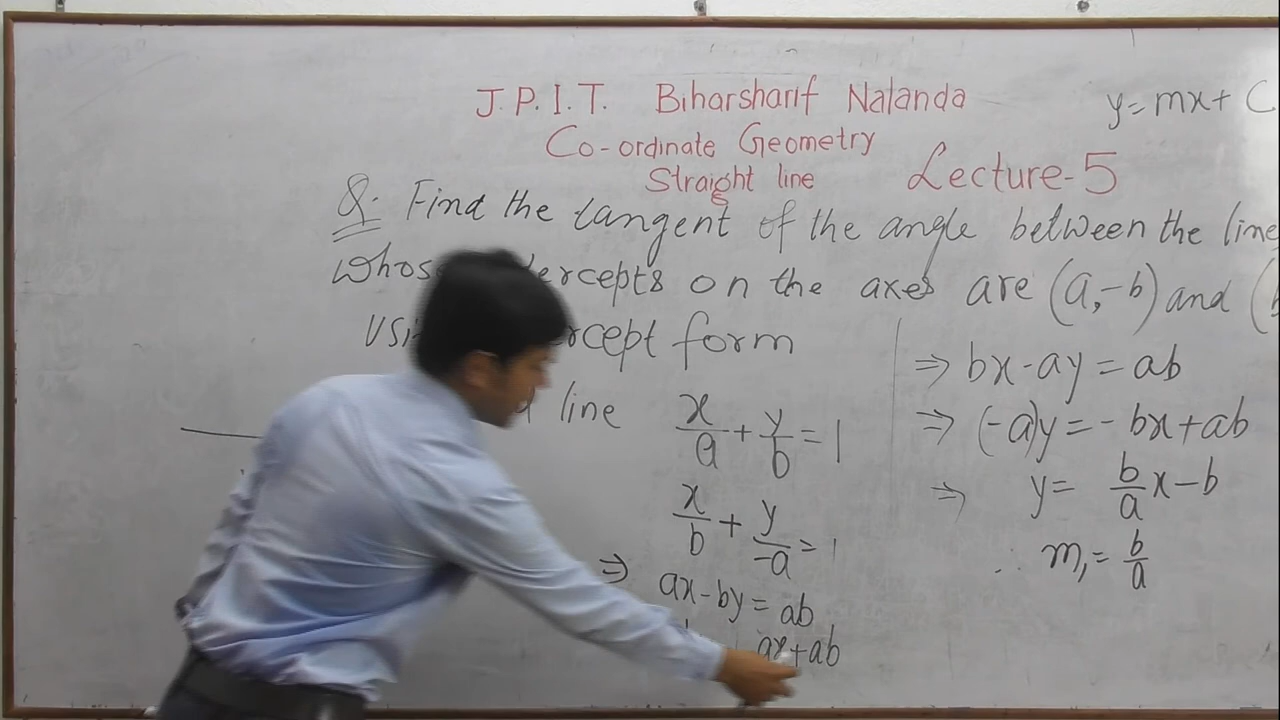 J.P.I.T. Biharsharif Nalanda
y=mx+C
Co-ordinate Geometry
Straight line
Lecture-5
Q. Find the tangent of the angle between the line
on the axes are (a,-b) and (
form
line
x/a + y/b = 1
x/b + y/-a = 1
⇒ ax-by = ab
ax+ab
⇒ bx-ay = ab
⇒ (-a)y = -bx+ab
⇒ y = b/a x-b
∴ m₁ = b/a